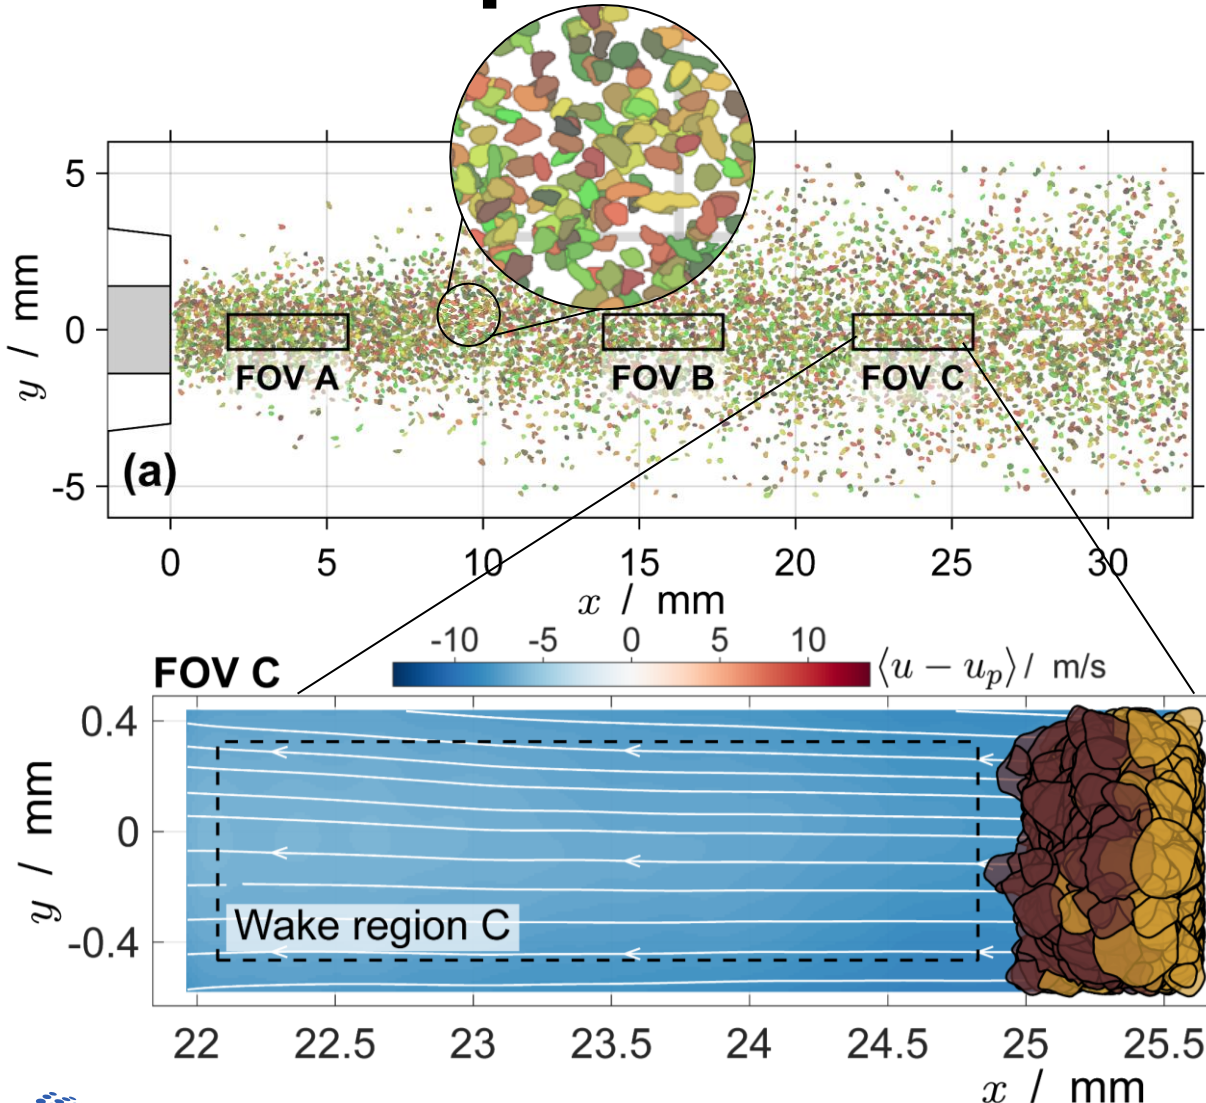 5
0
-5
y / mm
FOV A
FOV B
FOV C
(a)
0 5 10 15 20 25 30
x / mm
-10 -5 0 5 10
⟨u − uₚ⟩ / m/s
FOV C
0.4
0
-0.4
y / mm
Wake region C
22 22.5 23 23.5 24 24.5 25 25.5
x / mm